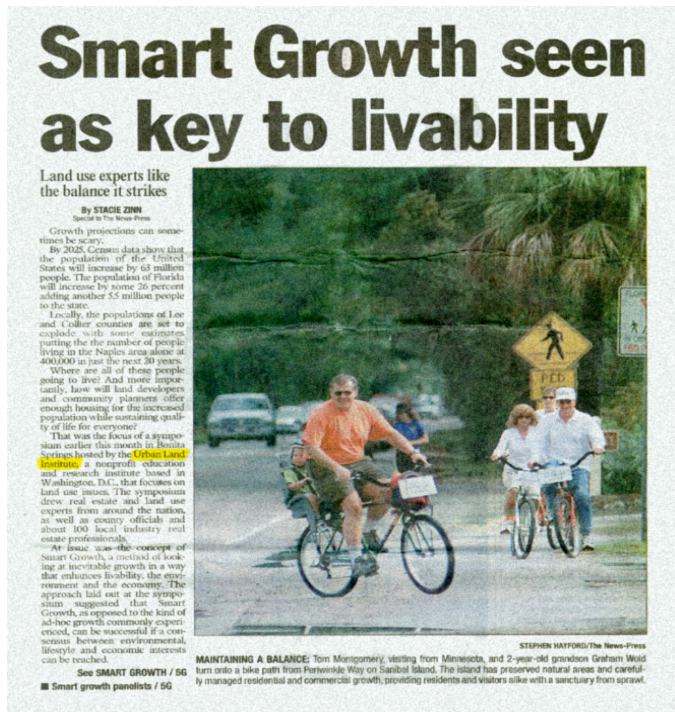 Smart Growth seen
as key to livability
Land use experts like
the balance it strikes
By STACIE ZINN
Special to The News-Press
Growth projections can some-
times be scary.
By 2025, Census data show that
the population of the United
States will increase by 63 million
people. The population of Florida
will increase by some 26 percent
adding another 5.5 million people
to the state.
Locally, the populations of Lee
and Collier counties are set to
explode with some estimates
putting the the number of people
living in the Naples area alone at
400,000 in just the next 20 years.
Where are all of these people
going to live? And more impor-
tantly, how will land developers
and community planners offer
enough housing for the increased
population while sustaining quali-
ty of life for everyone?
That was the focus of a sympo-
sium earlier this month in Bonita
Springs hosted by the Urban Land
Institute, a nonprofit education
and research institute based in
Washington, D.C., that focuses on
land use issues. The symposium
drew real estate and land use
experts from around the nation,
as well as county officials and
about 100 local industry real
estate professionals.
At issue was the concept of
Smart Growth, a method of look-
ing at inevitable growth in a way
that enhances livability, the envi-
ronment and the economy. The
approach laid out at the sympo-
sium suggested that Smart
Growth, as opposed to the kind of
ad-hoc growth commonly experi-
enced, can be successful if a con-
sensus between environmental,
lifestyle and economic interests
can be reached.
See SMART GROWTH / 5G
■ Smart growth panelists / 5G
PED
STEPHEN HAYFORD/The News-Press
MAINTAINING A BALANCE: Tom Montgomery, visiting from Minnesota, and 2-year-old grandson Graham Wold
turn onto a bike path from Periwinkle Way on Sanibel Island. The island has preserved natural areas and careful-
ly managed residential and commercial growth, providing residents and visitors alike with a sanctuary from sprawl.